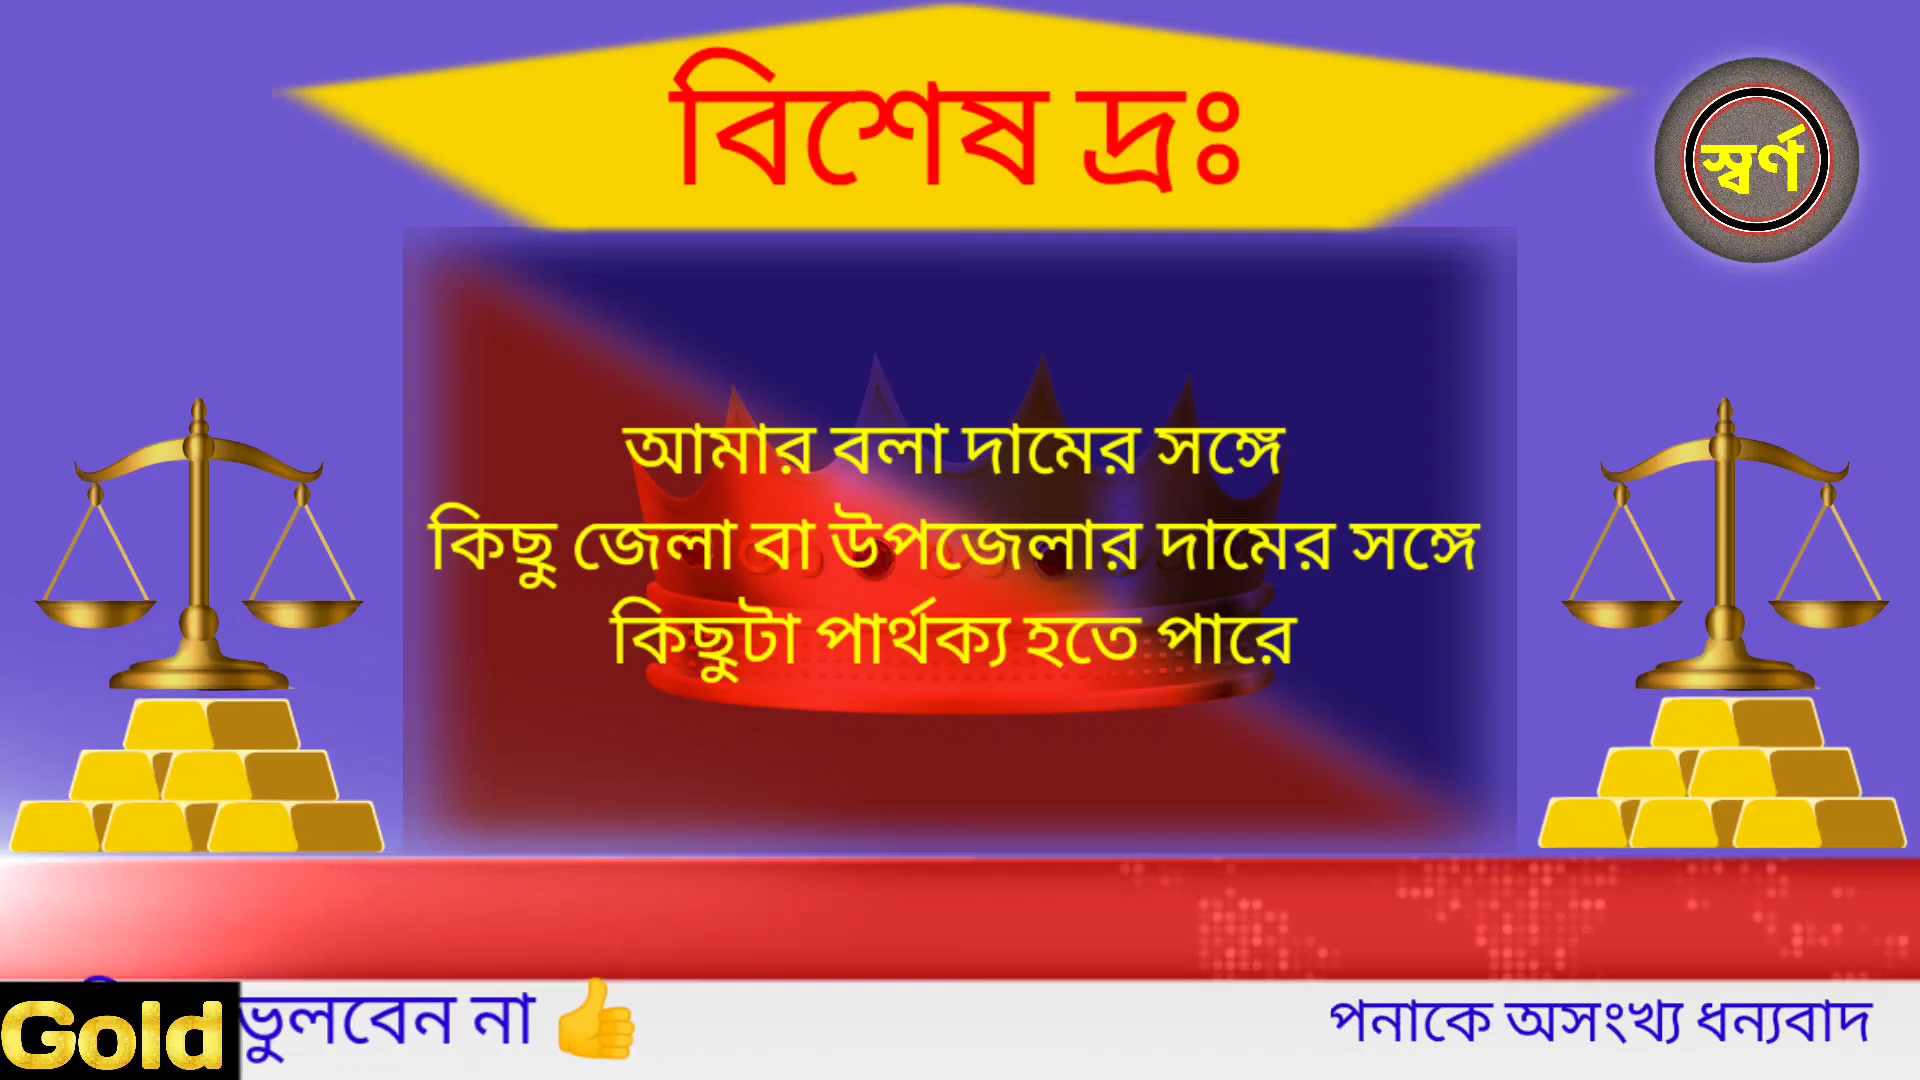 বিশেষ দ্রঃ
স্বর্ণ
আমার বলা দামের সঙ্গে
কিছু জেলা বা উপজেলার দামের সঙ্গে
কিছুটা পার্থক্য হতে পারে
Gold
ভুলবেন না 👍
পনাকে অসংখ্য ধন্যবাদ